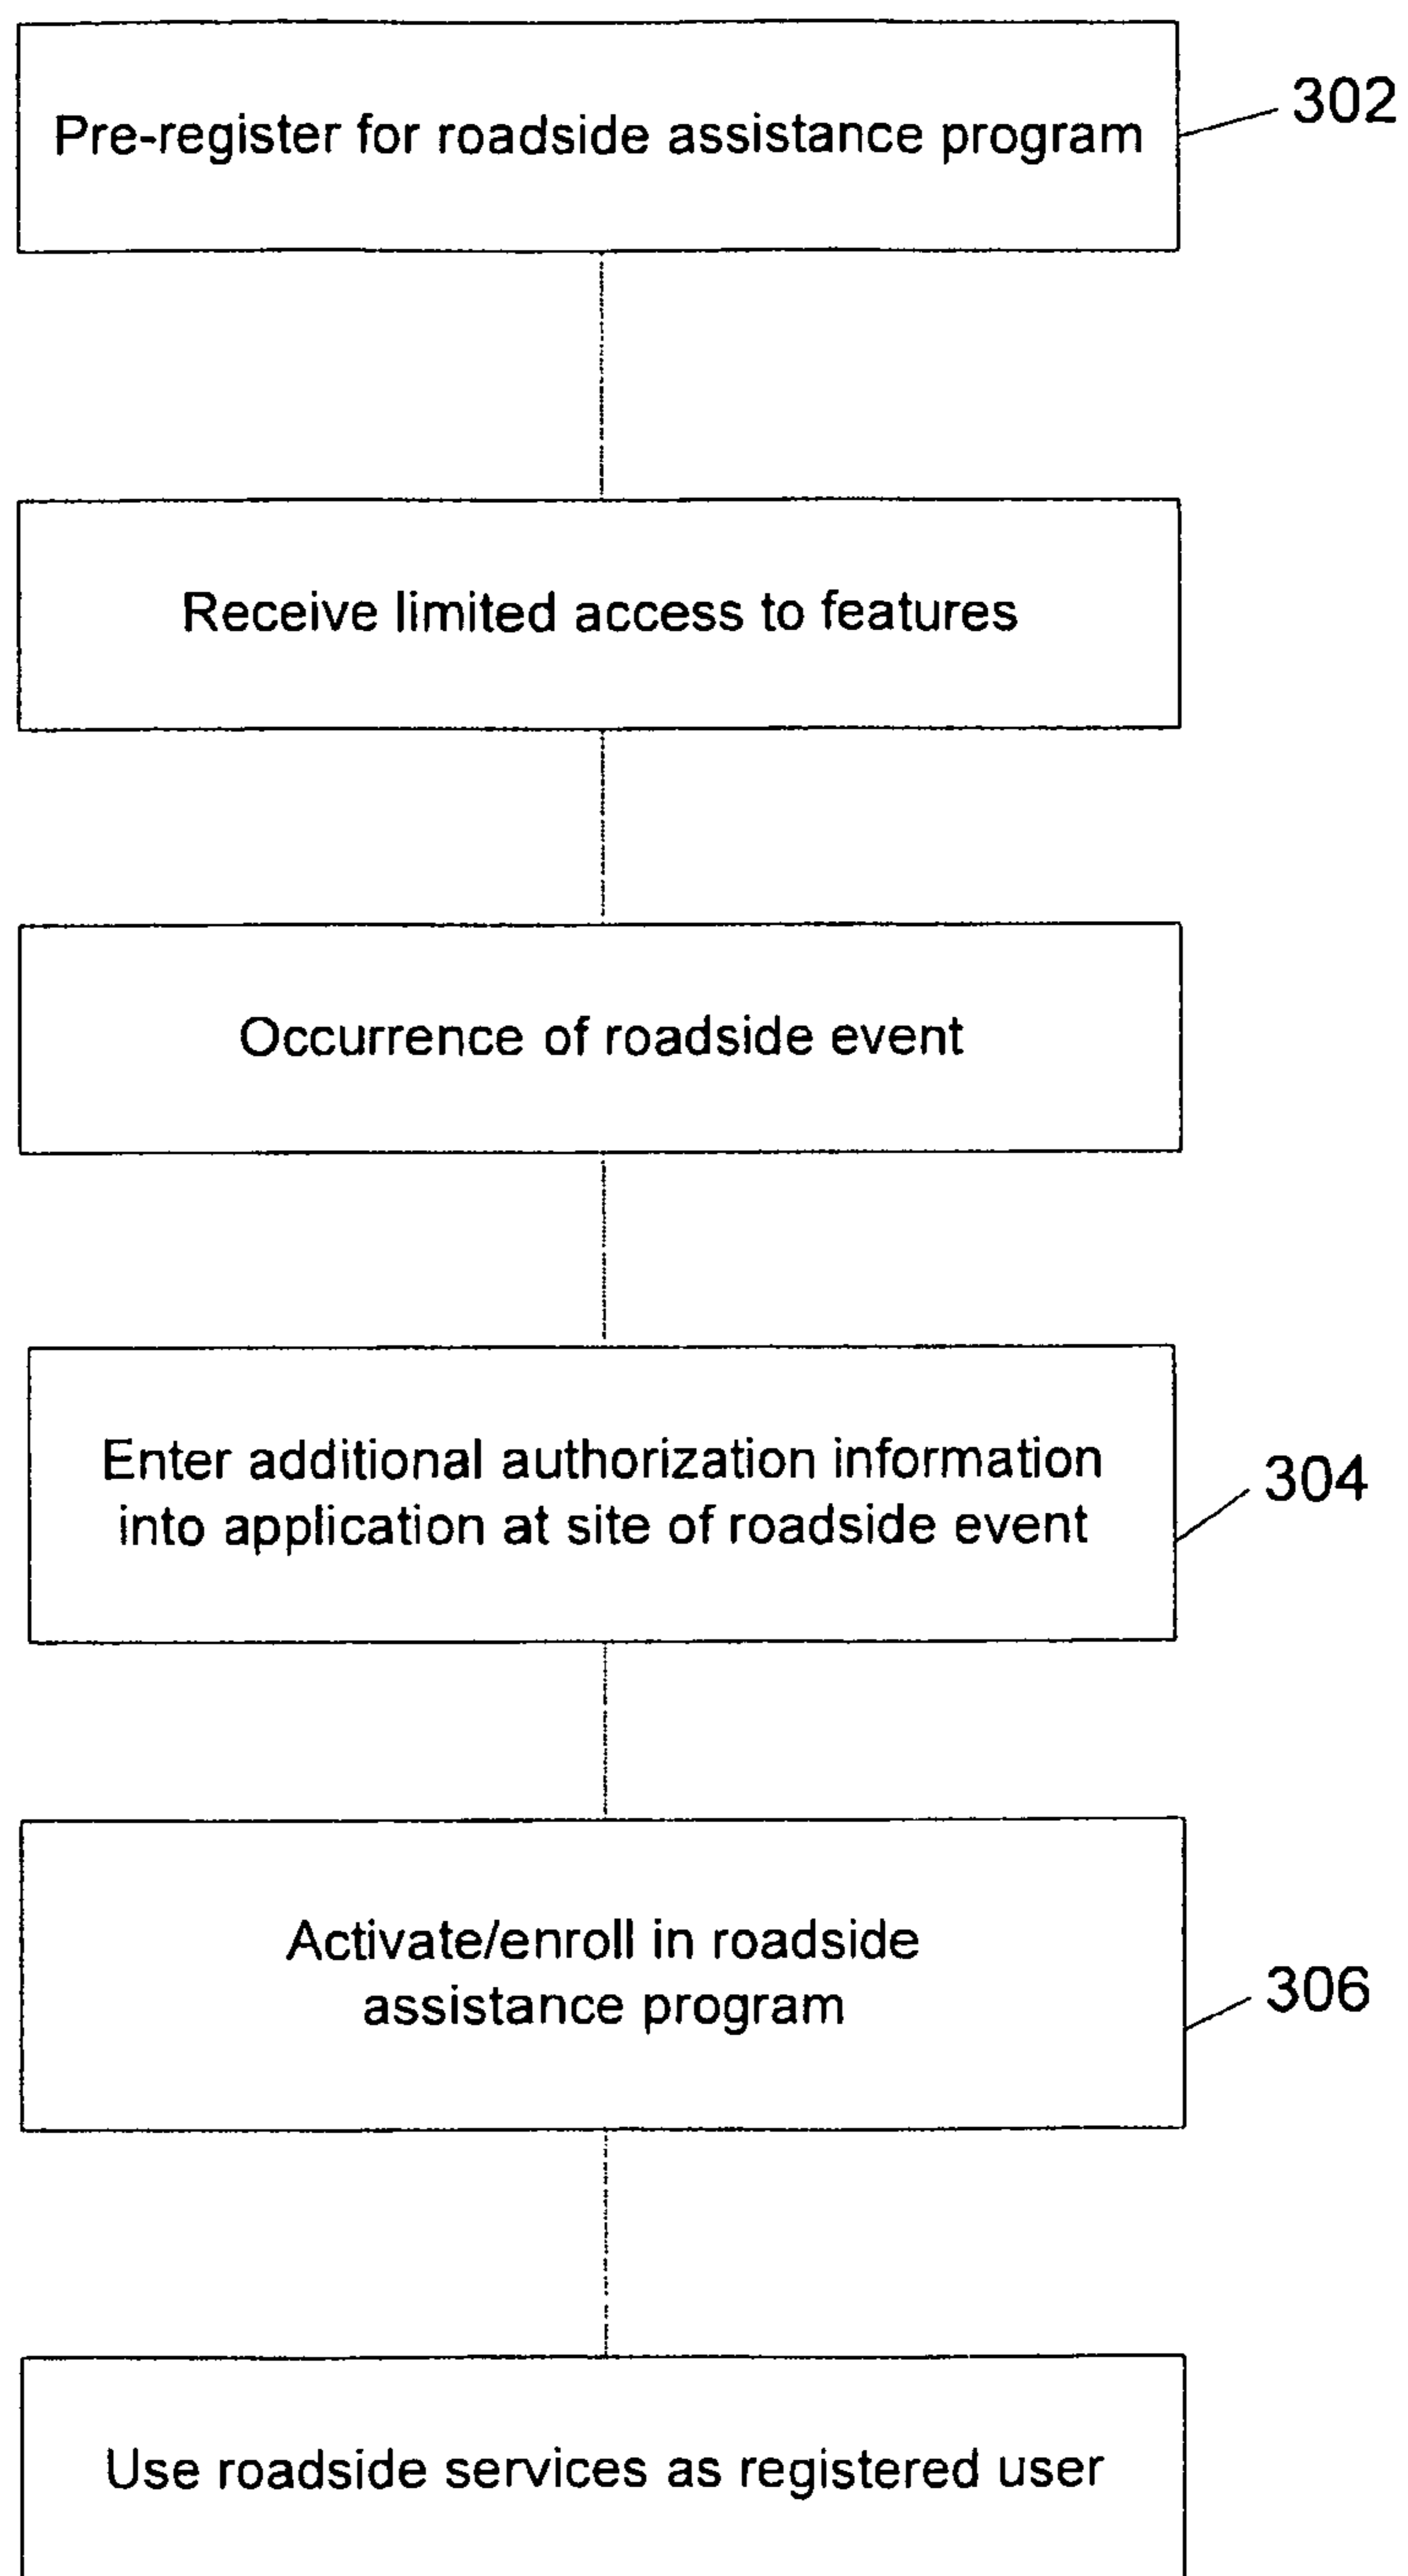 Pre-register for roadside assistance program
302
Receive limited access to features
Occurrence of roadside event
Enter additional authorization information
into application at site of roadside event
304
Activate/enroll in roadside
assistance program
306
Use roadside services as registered user